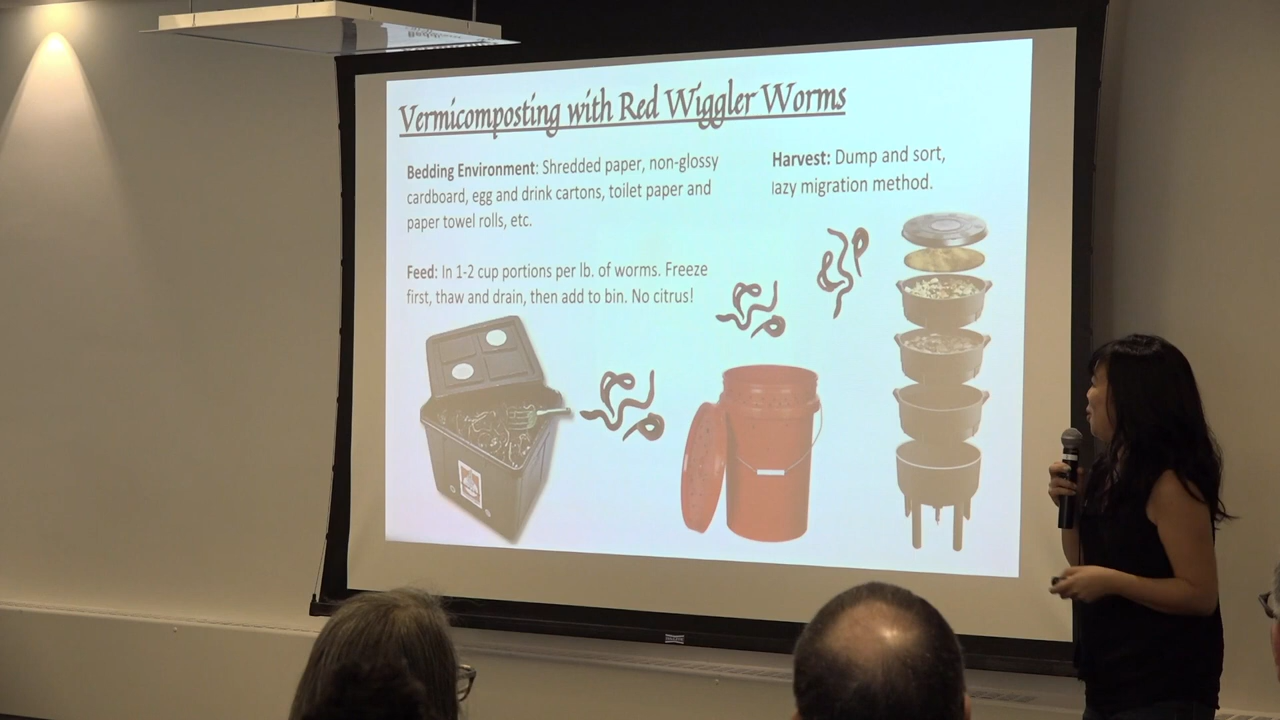 Vermicomposting with Red Wiggler Worms
Bedding Environment: Shredded paper, non-glossy
cardboard, egg and drink cartons, toilet paper and
paper towel rolls, etc.
Feed: In 1-2 cup portions per lb. of worms. Freeze
first, thaw and drain, then add to bin. No citrus!
Harvest: Dump and sort,
lazy migration method.